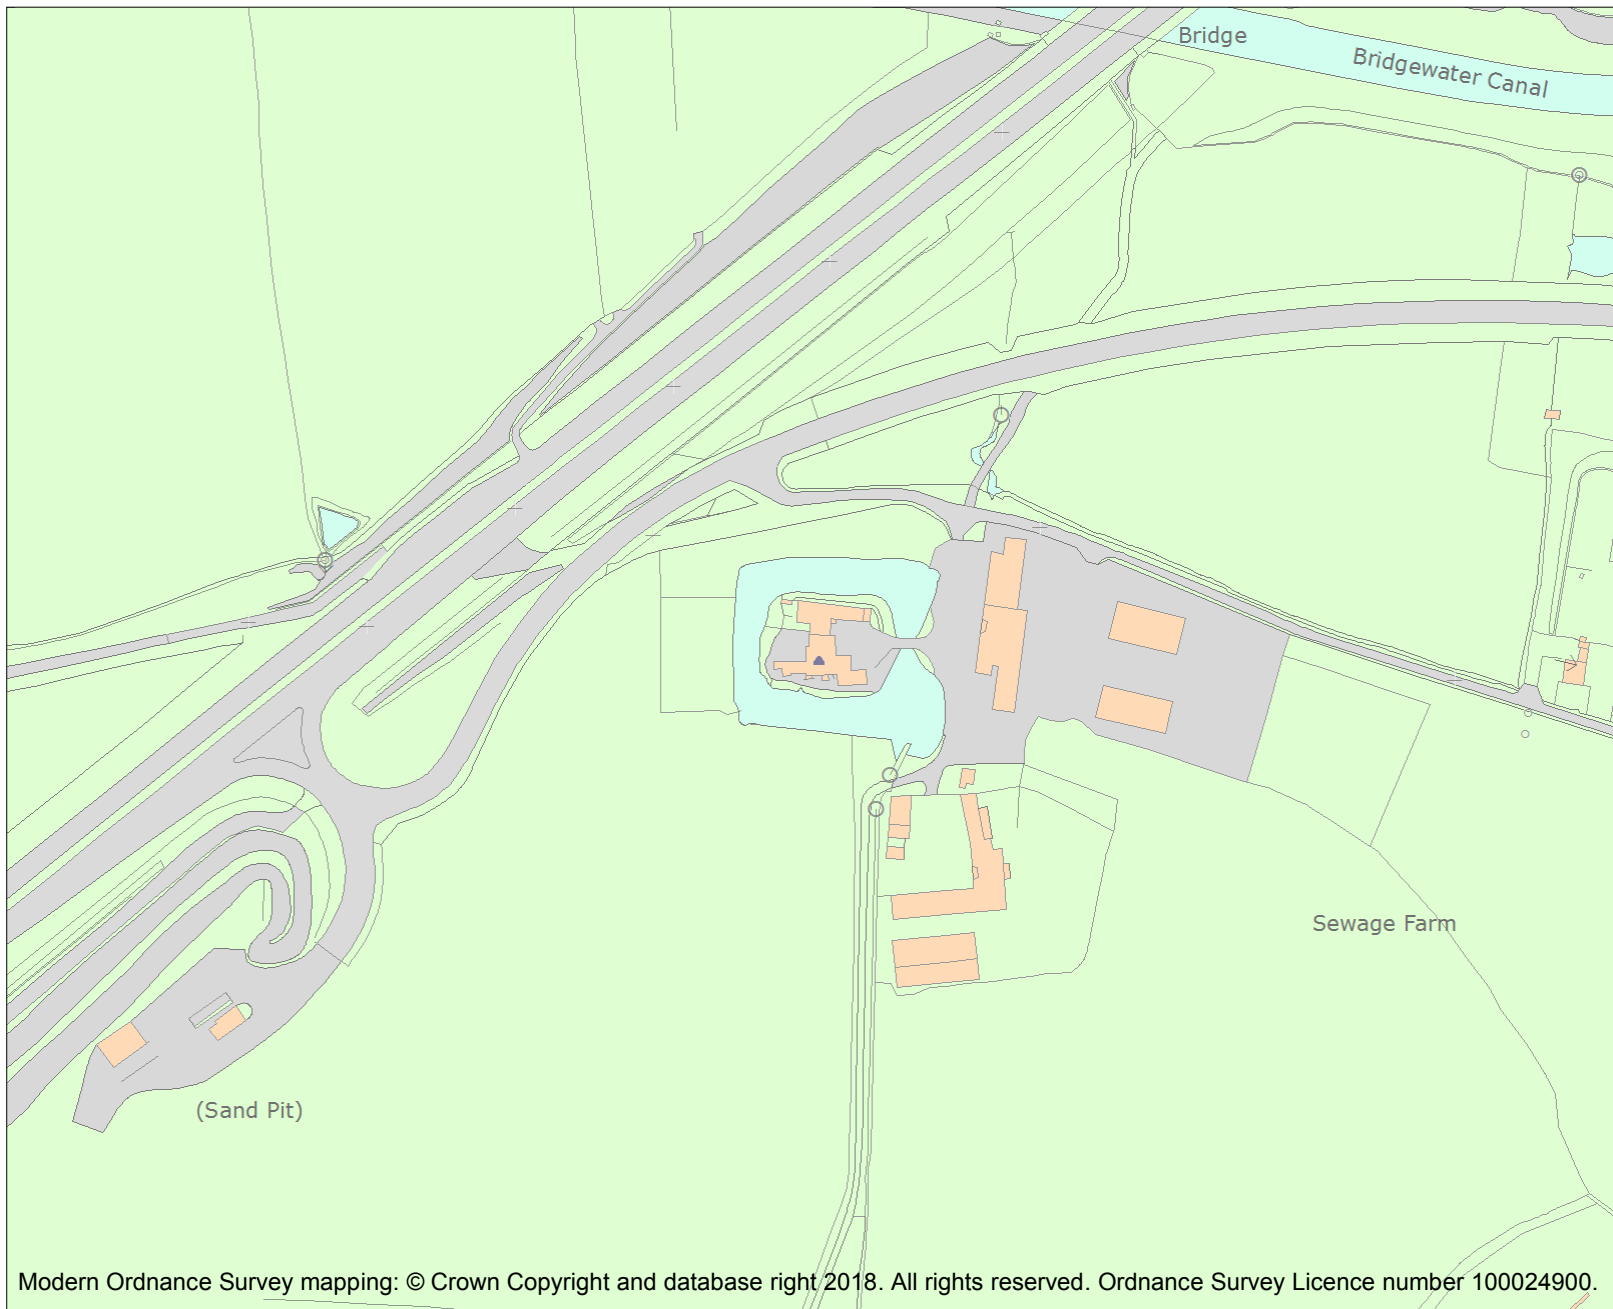 Bridge
Bridgewater Canal
Sewage Farm
(Sand Pit)
Modern Ordnance Survey mapping: © Crown Copyright and database right 2018. All rights reserved. Ordnance Survey Licence number 100024900.